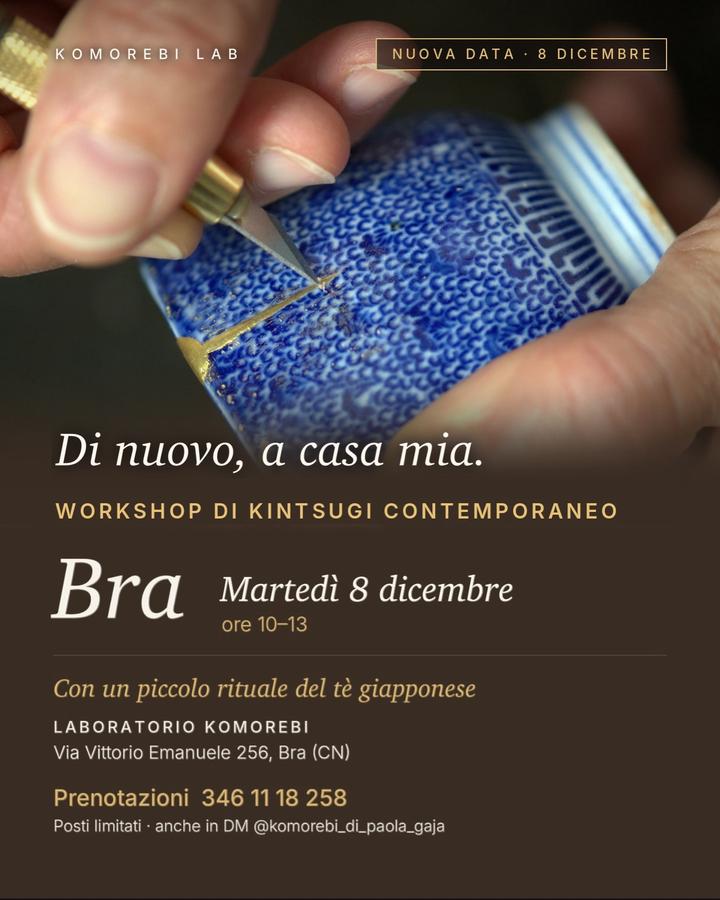 KOMOREBI LAB
NUOVA DATA · 8 DICEMBRE
Di nuovo, a casa mia.
WORKSHOP DI KINTSUGI CONTEMPORANEO
Bra
Martedì 8 dicembre
ore 10–13
Con un piccolo rituale del tè giapponese
LABORATORIO KOMOREBI
Via Vittorio Emanuele 256, Bra (CN)
Prenotazioni 346 11 18 258
Posti limitati · anche in DM @komorebi_di_paola_gaja